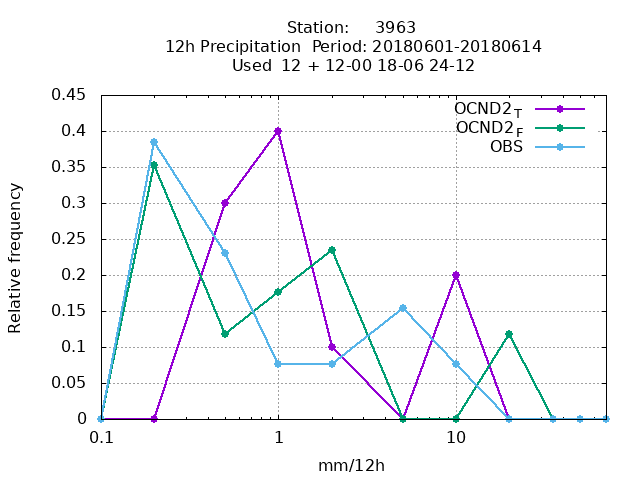 Station:     3963
12h Precipitation  Period: 20180601-20180614
Used  12 + 12-00 18-06 24-12
OCND2_T
OCND2_F
OBS
Relative frequency
0.45
0.4
0.35
0.3
0.25
0.2
0.15
0.1
0.05
0
0.1 1 10
mm/12h